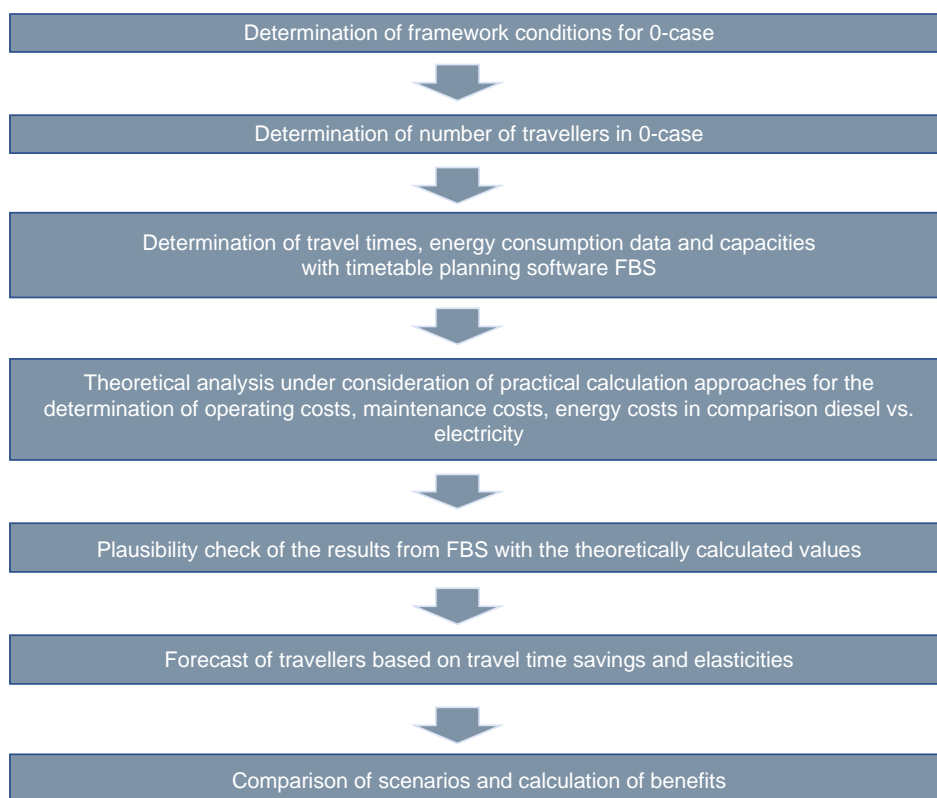 Determination of framework conditions for 0-case
Determination of number of travellers in 0-case
Determination of travel times, energy consumption data and capacities
with timetable planning software FBS
Theoretical analysis under consideration of practical calculation approaches for the
determination of operating costs, maintenance costs, energy costs in comparison diesel vs.
electricity
Plausibility check of the results from FBS with the theoretically calculated values
Forecast of travellers based on travel time savings and elasticities
Comparison of scenarios and calculation of benefits